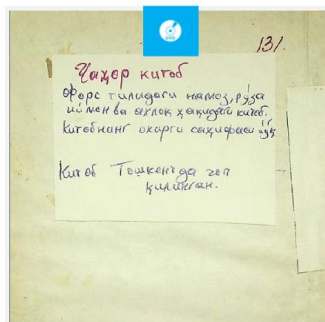 131.
Чаҳор китоб
Форс тилидаги намоз, рўза
иймон ва ахлоқ ҳақидаги китоб.
Китобнинг охирги саҳифаси йўқ
Китоб Тошкентда чоп
қилинган.